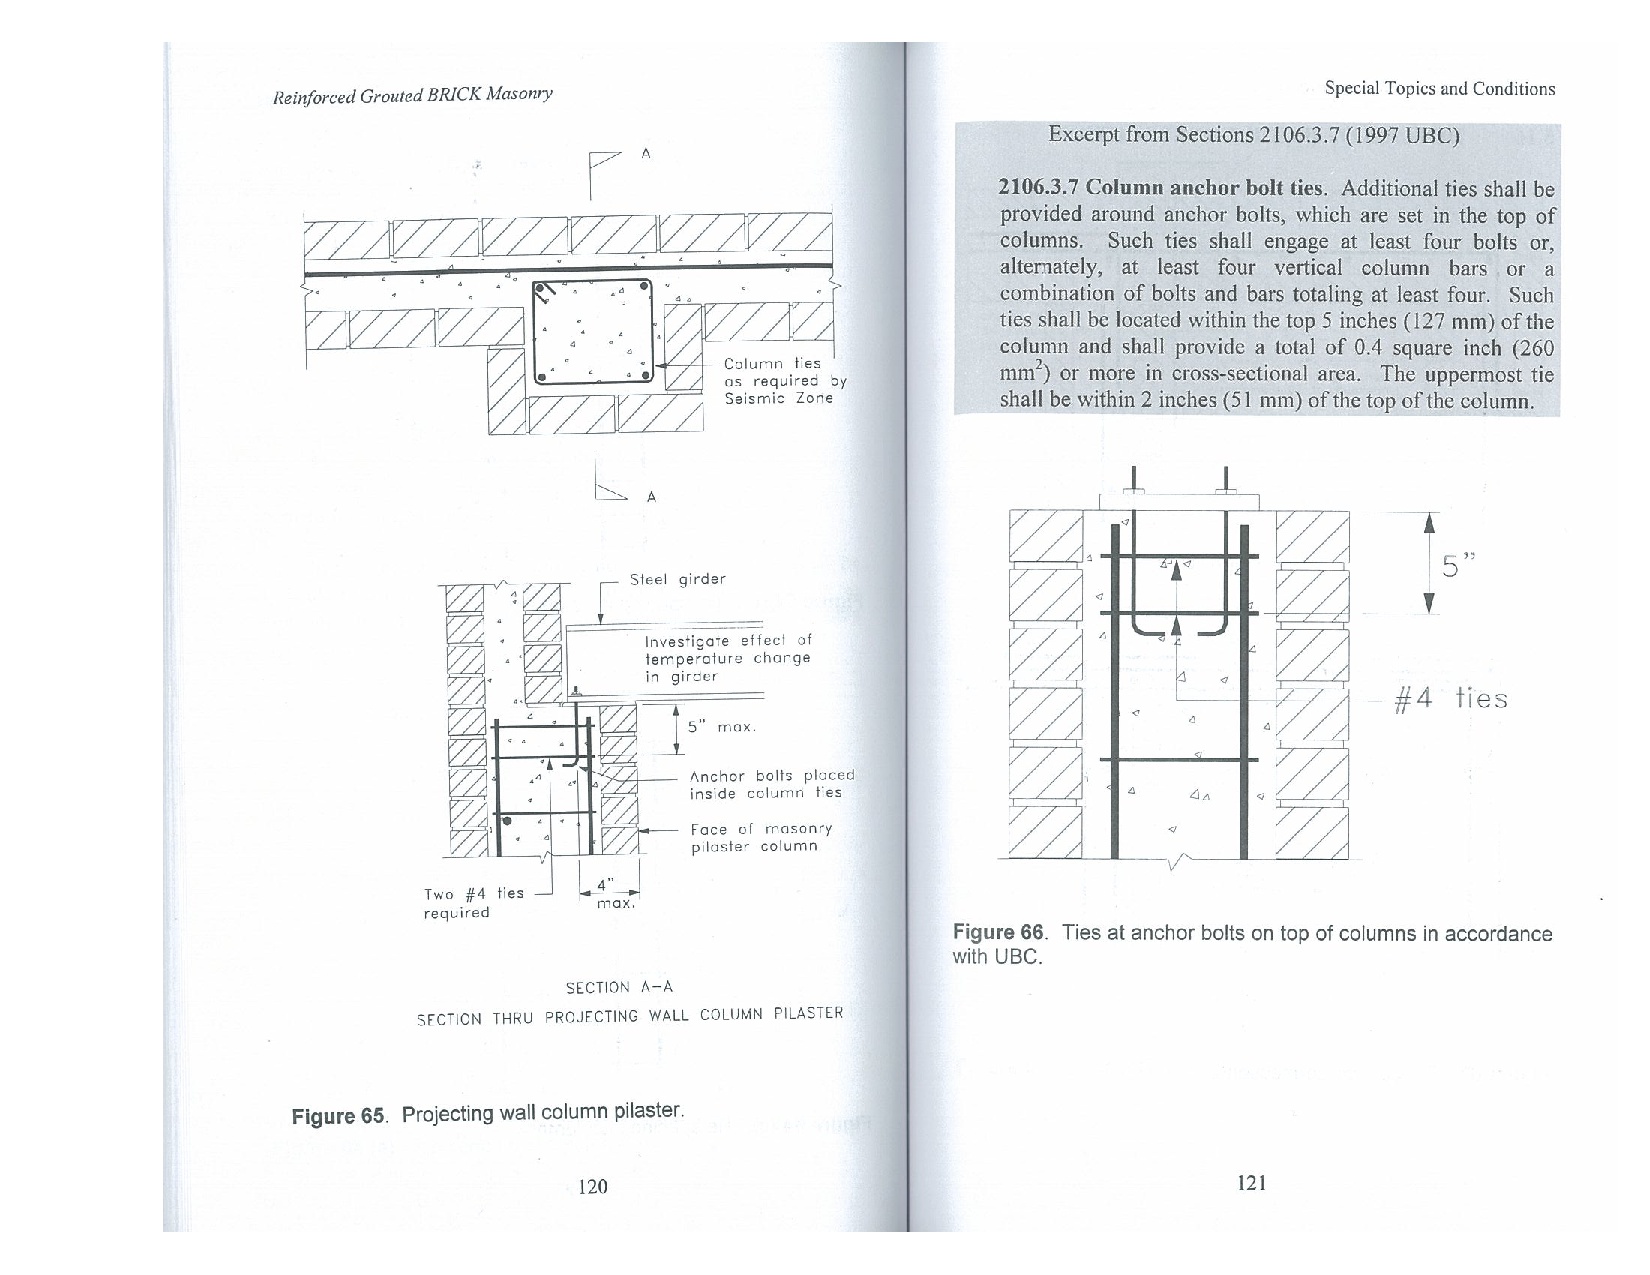 Reinforced Grouted BRICK Masonry
A
Column ties
as required by
Seismic Zone
A
Steel girder
Investigate effect of
temperature change
in girder
5" max.
Anchor bolts placed
inside column ties
Face of masonry
pilaster column
Two #4 ties
required
4"
max.
SECTION A-A
SECTION THRU PROJECTING WALL COLUMN PILASTER
Figure 65. Projecting wall column pilaster.
120
Special Topics and Conditions
Excerpt from Sections 2106.3.7 (1997 UBC)
2106.3.7 Column anchor bolt ties. Additional ties shall be
provided around anchor bolts, which are set in the top of
columns. Such ties shall engage at least four bolts or,
alternately, at least four vertical column bars or a
combination of bolts and bars totaling at least four. Such
ties shall be located within the top 5 inches (127 mm) of the
column and shall provide a total of 0.4 square inch (260
mm²) or more in cross-sectional area. The uppermost tie
shall be within 2 inches (51 mm) of the top of the column.
5"
#4 ties
Figure 66. Ties at anchor bolts on top of columns in accordance
with UBC.
121